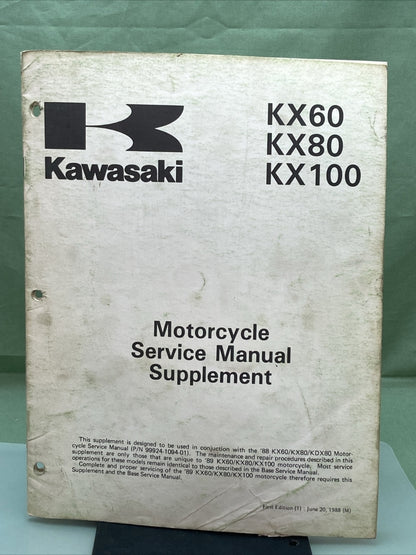 KX60
KX80
KX100
Kawasaki
Motorcycle
Service Manual
Supplement
This supplement is designed to be used in conjunction with the '88 KX60/KX80/KDX80 Motor-
cycle Service Manual (P/N 99924-1094-01). The maintenance and repair procedures described in this
supplement are only those that are unique to '89 KX60/KX80/KX100 motorcycle. Most service
operations for these models remain identical to those described in the Base Service Manual.
Complete and proper servicing of the '89 KX60/KX80/KX100 motorcycle therefore requires this
Supplement and the Base Service Manual.
First Edition (1) : June 20, 1988 (M)